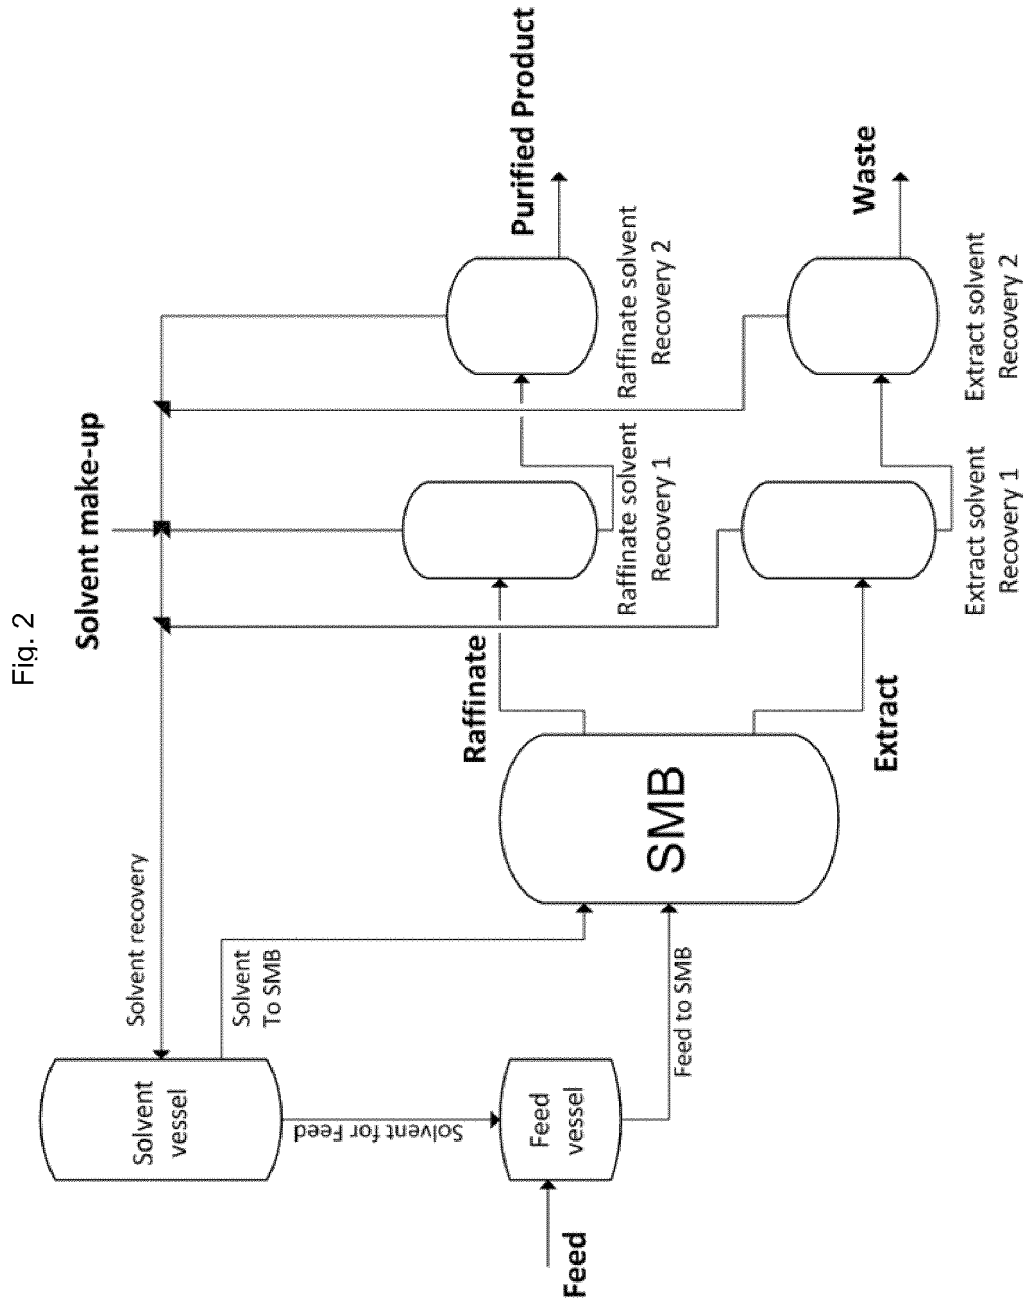 Fig. 2
Solvent make-up
Solvent recovery
Solvent
vessel
Solvent
To SMB
Solvent for Feed
Feed
vessel
Feed
Feed to SMB
SMB
Raffinate
Extract
Raffinate solvent
Recovery 1
Raffinate solvent
Recovery 2
Purified Product
Extract solvent
Recovery 1
Extract solvent
Recovery 2
Waste